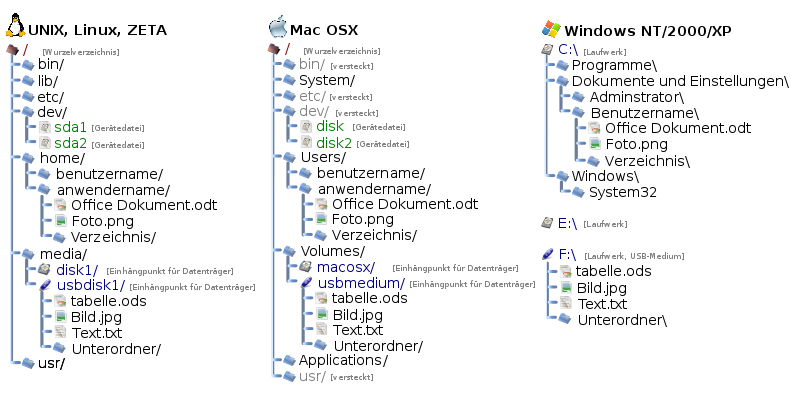 UNIX, Linux, ZETA
/ [Wurzelverzeichnis]
bin/
lib/
etc/
dev/
sda1 [Gerätedatei]
sda2 [Gerätedatei]
home/
benutzername/
anwendername/
Office Dokument.odt
Foto.png
Verzeichnis/
media/
disk1/ [Einhängpunkt für Datenträger]
usbdisk1/ [Einhängpunkt für Datenträger]
tabelle.ods
Bild.jpg
Text.txt
Unterordner/
usr/
Mac OSX
/ [Wurzelverzeichnis]
bin/ [versteckt]
System/
etc/ [versteckt]
dev/ [versteckt]
disk [Gerätedatei]
disk2 [Gerätedatei]
Users/
benutzername/
anwendername/
Office Dokument.odt
Foto.png
Verzeichnis/
Volumes/
macosx/ [Einhängpunkt für Datenträger]
usbmedium/ [Einhängpunkt für Datenträger]
tabelle.ods
Bild.jpg
Text.txt
Unterordner/
Applications/
usr/ [versteckt]
Windows NT/2000/XP
C:\ [Laufwerk]
Programme\
Dokumente und Einstellungen\
Adminstrator\
Benutzername\
Office Dokument.odt
Foto.png
Verzeichnis\
Windows\
System32
E:\ [Laufwerk]
F:\ [Laufwerk, USB-Medium]
tabelle.ods
Bild.jpg
Text.txt
Unterordner\